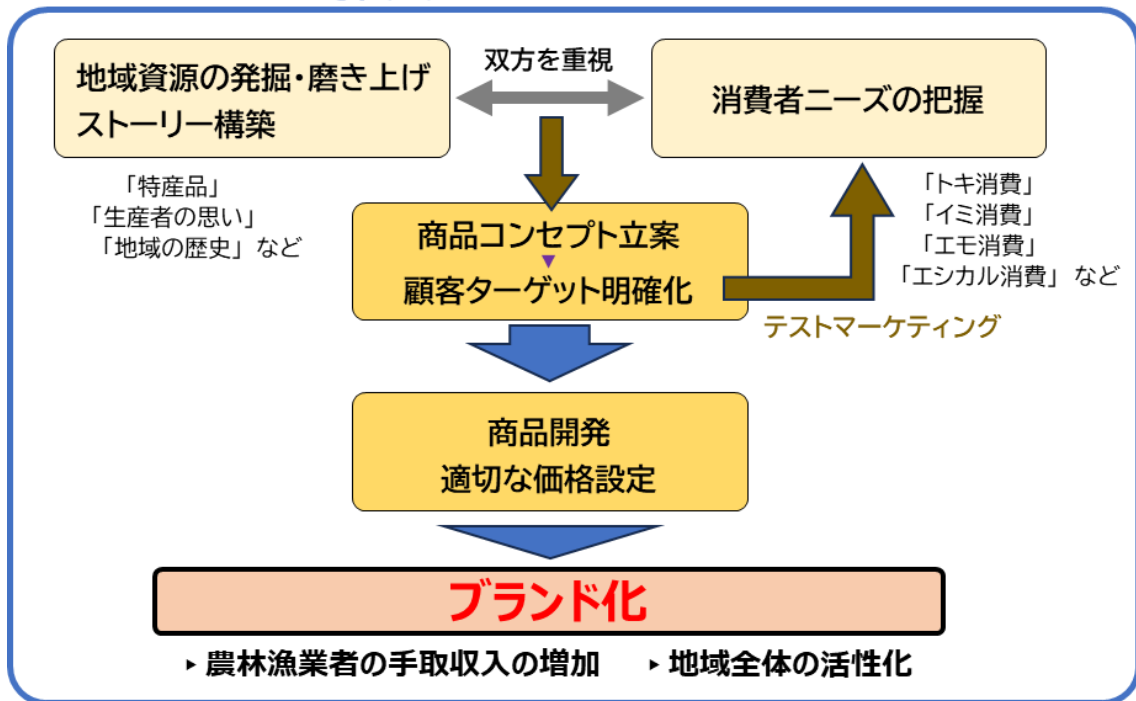 双方を重視
地域資源の発掘・磨き上げ
ストーリー構築
消費者ニーズの把握
「特産品」
「生産者の思い」
「地域の歴史」など
「トキ消費」
「イミ消費」
「エモ消費」
「エシカル消費」など
商品コンセプト立案
▼
顧客ターゲット明確化
テストマーケティング
商品開発
適切な価格設定
ブランド化
▸ 農林漁業者の手取収入の増加 ▸ 地域全体の活性化